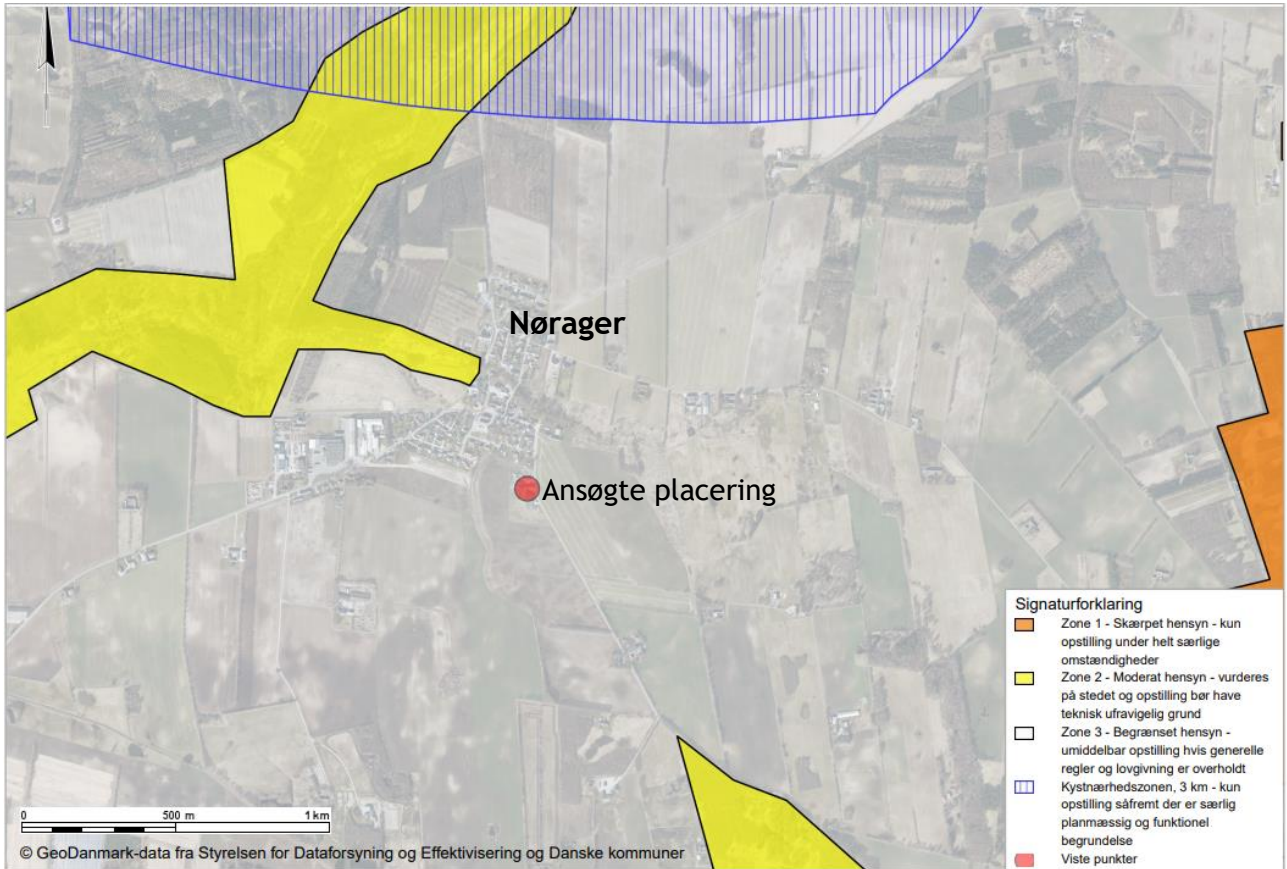 Nørager
Ansøgte placering
Signaturforklaring
Zone 1 - Skærpet hensyn - kun
opstilling under helt særlige
omstændigheder
Zone 2 - Moderat hensyn - vurderes
på stedet og opstilling bør have
teknisk ufravigelig grund
Zone 3 - Begrænset hensyn -
umiddelbar opstilling hvis generelle
regler og lovgivning er overholdt
Kystnærhedszonen, 3 km - kun
opstilling såfremt der er særlig
planmæssig og funktionel
begrundelse
Viste punkter
0 500 m 1 km
© GeoDanmark-data fra Styrelsen for Dataforsyning og Effektivisering og Danske kommuner